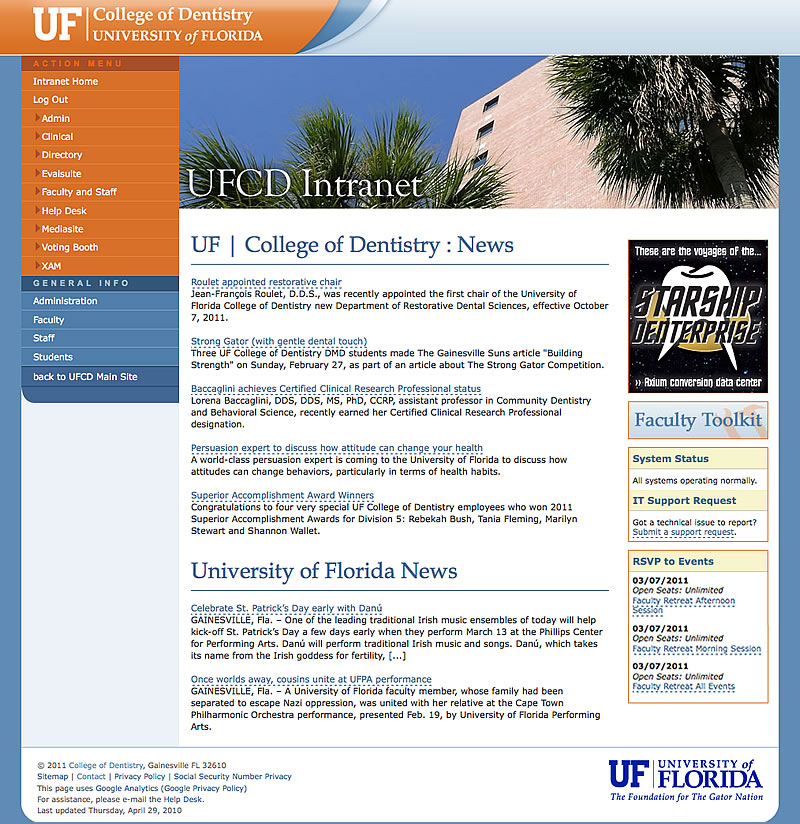 UF | College of Dentistry
UNIVERSITY of FLORIDA
ACTION MENU
Intranet Home
Log Out
Admin
Clinical
Directory
Evalsuite
Faculty and Staff
Help Desk
Mediasite
Voting Booth
XAM
GENERAL INFO
Administration
Faculty
Staff
Students
back to UFCD Main Site
UFCD Intranet
UF | College of Dentistry : News
Roulet appointed restorative chair
Jean-François Roulet, D.D.S., was recently appointed the first chair of the University of
Florida College of Dentistry new Department of Restorative Dental Sciences, effective October
7, 2011.
Strong Gator (with gentle dental touch)
Three UF College of Dentistry DMD students made The Gainesville Suns article "Building
Strength" on Sunday, February 27, as part of an article about The Strong Gator Competition.
Baccaglini achieves Certified Clinical Research Professional status
Lorena Baccaglini, DDS, DDS, MS, PhD, CCRP, assistant professor in Community Dentistry
and Behavioral Science, recently earned her Certified Clinical Research Professional
designation.
Persuasion expert to discuss how attitude can change your health
A world-class persuasion expert is coming to the University of Florida to discuss how
attitudes can change behaviors, particularly in terms of health habits.
Superior Accomplishment Award Winners
Congratulations to four very special UF College of Dentistry employees who won 2011
Superior Accomplishment Awards for Division 5: Rebekah Bush, Tania Fleming, Marilyn
Stewart and Shannon Wallet.
University of Florida News
Celebrate St. Patrick's Day early with Danú
GAINESVILLE, Fla. – One of the leading traditional Irish music ensembles of today will help
kick-off St. Patrick's Day a few days early when they perform March 13 at the Phillips Center
for Performing Arts. Danú will perform traditional Irish music and songs. Danú, which takes
its name from the Irish goddess for fertility, [...]
Once worlds away, cousins unite at UFPA performance
GAINESVILLE, Fla. – A University of Florida faculty member, whose family had been
separated to escape Nazi oppression, was united with her relative at the Cape Town
Philharmonic Orchestra performance, presented Feb. 19, by University of Florida Performing
Arts.
These are the voyages of the...
STARSHIP
DENTERPRISE
›› Axium conversion data center
Faculty Toolkit
System Status
All systems operating normally.
IT Support Request
Got a technical issue to report?
Submit a support request.
RSVP to Events
03/07/2011
Open Seats: Unlimited
Faculty Retreat Afternoon
Session
03/07/2011
Open Seats: Unlimited
Faculty Retreat Morning Session
03/07/2011
Open Seats: Unlimited
Faculty Retreat All Events
© 2011 College of Dentistry, Gainesville FL 32610
Sitemap | Contact | Privacy Policy | Social Security Number Privacy
This page uses Google Analytics (Google Privacy Policy)
For assistance, please e-mail the Help Desk.
Last updated Thursday, April 29, 2010
UF | UNIVERSITY of
FLORIDA
The Foundation for The Gator Nation